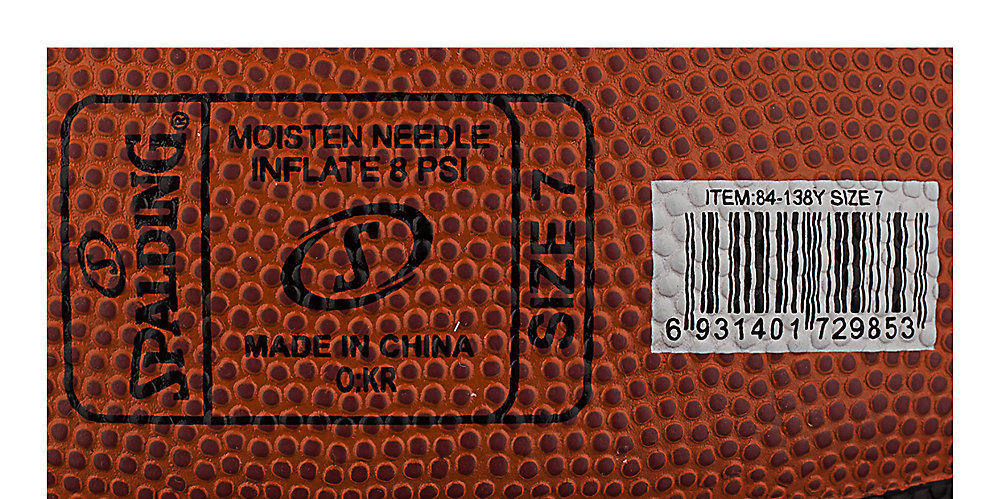 SPALDING®
MOISTEN NEEDLE
INFLATE 8 PSI
S
MADE IN CHINA
O:KR
SIZE 7
ITEM:84-138Y SIZE 7
6 931401 729853